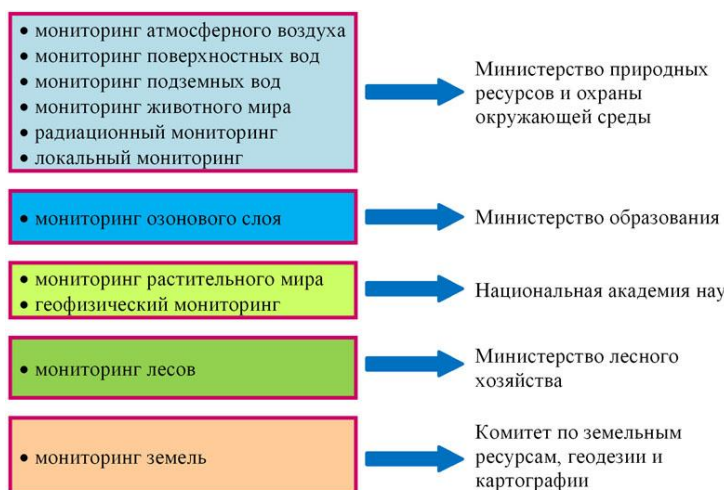 • мониторинг атмосферного воздуха
• мониторинг поверхностных вод
• мониторинг подземных вод
• мониторинг животного мира
• радиационный мониторинг
• локальный мониторинг
Министерство природных
ресурсов и охраны
окружающей среды
• мониторинг озонового слоя
Министерство образования
• мониторинг растительного мира
• геофизический мониторинг
Национальная академия нау
• мониторинг лесов
Министерство лесного
хозяйства
• мониторинг земель
Комитет по земельным
ресурсам, геодезии и
картографии